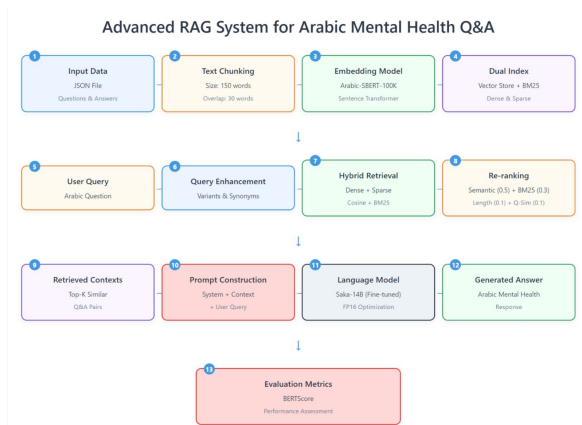 Advanced RAG System for Arabic Mental Health Q&A
1
Input Data
JSON File
Questions & Answers
2
Text Chunking
Size: 150 words
Overlap: 30 words
3
Embedding Model
Arabic-SBERT-100K
Sentence Transformer
4
Dual Index
Vector Store + BM25
Dense & Sparse
5
User Query
Arabic Question
6
Query Enhancement
Variants & Synonyms
7
Hybrid Retrieval
Dense + Sparse
Cosine + BM25
8
Re-ranking
Semantic (0.5) + BM25 (0.3)
Length (0.1) + Q-Sim (0.1)
9
Retrieved Contexts
Top-K Similar
Q&A Pairs
10
Prompt Construction
System + Context
+ User Query
11
Language Model
Saka-14B (Fine-tuned)
FP16 Optimization
12
Generated Answer
Arabic Mental Health
Response
13
Evaluation Metrics
BERTScore
Performance Assessment